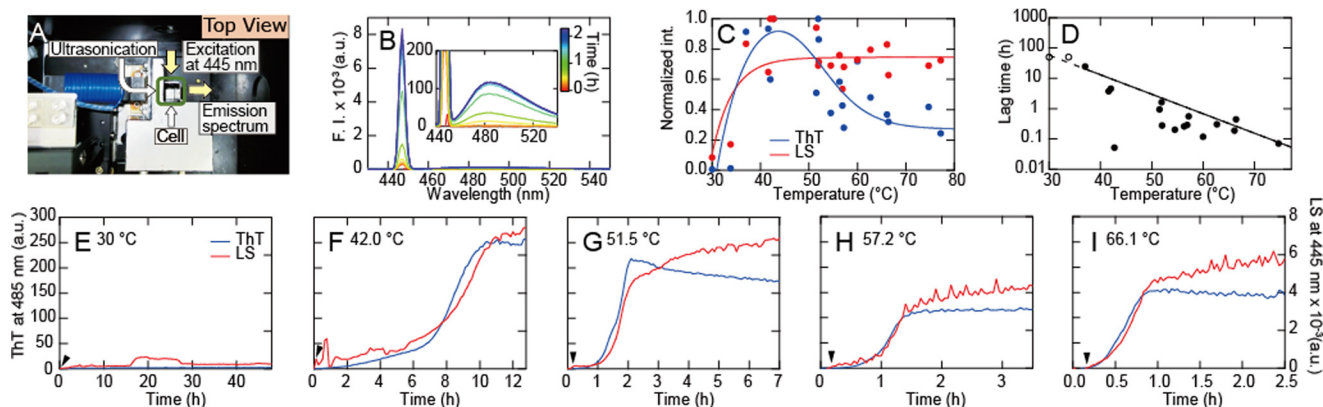 A
Top View
Ultrasonication
Excitation
at 445 nm
Emission
spectrum
Cell
B
F. I. x 10⁻³ (a.u.)
8
6
4
2
0
440 460 480 500 520 550
Wavelength (nm)
200
100
0
440 480 520
Time (h)
2
0
C
Normalized int.
1.0
0.8
0.6
0.4
0.2
0.0
30 40 50 60 70 80
Temperature (°C)
ThT
LS
D
Lag time (h)
1000
100
10
1
0.1
0.01
30 40 50 60 70
Temperature (°C)
E 30 °C
ThT
LS
ThT at 485 nm (a.u.)
300
250
200
150
100
50
0
0 20 40
Time (h)
F 42.0 °C
0 2 4 6 8 10 12
Time (h)
G 51.5 °C
0 1 2 3 4 5 6 7
Time (h)
H 57.2 °C
0 1 2 3
Time (h)
I 66.1 °C
0.0 0.5 1.0 1.5 2.0 2.5
Time (h)
8
6
4
2
0
LS at 445 nm x 10⁻³(a.u.)